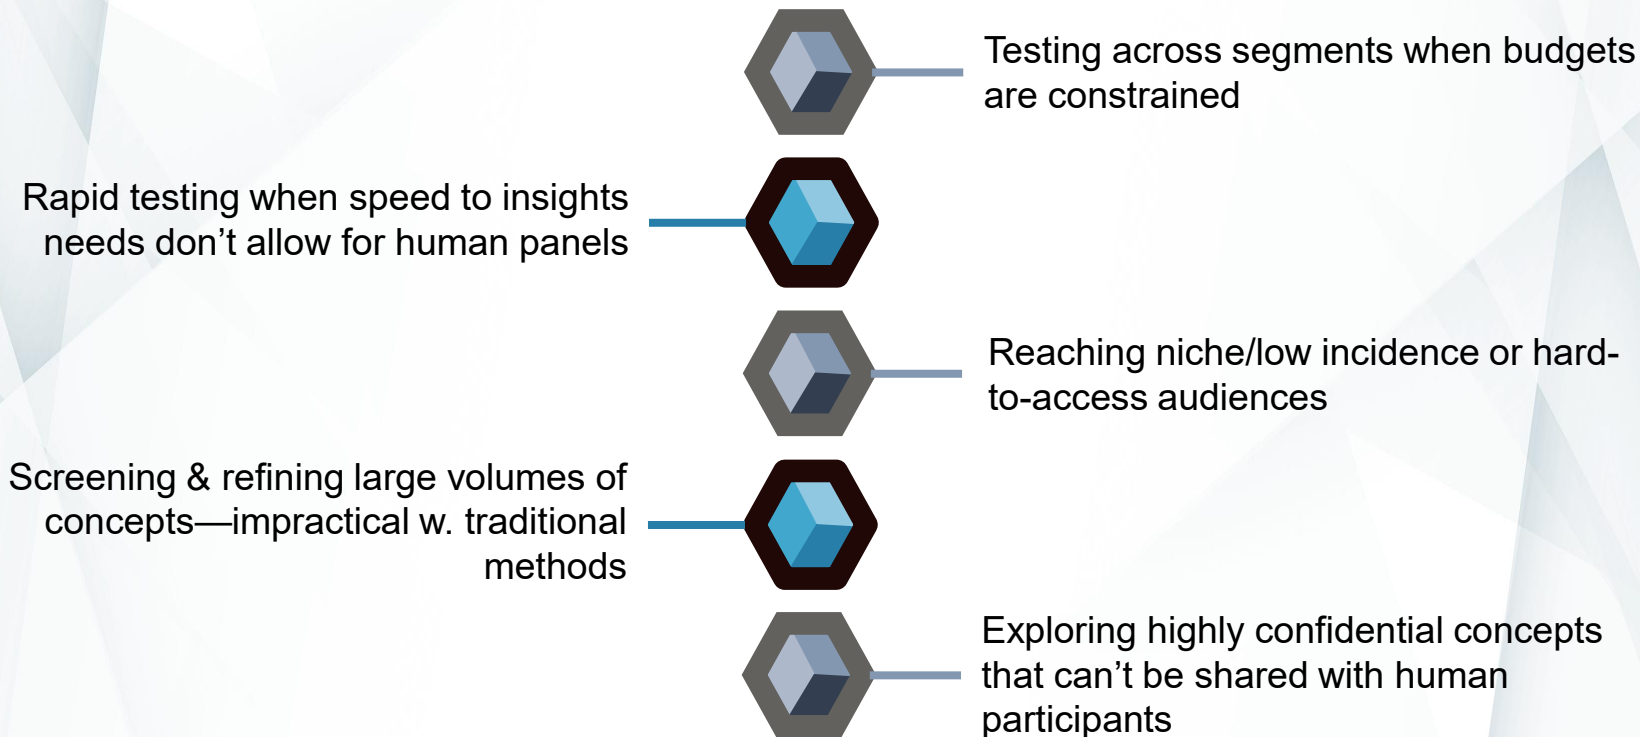 Testing across segments when budgets
are constrained
Rapid testing when speed to insights
needs don’t allow for human panels
Reaching niche/low incidence or hard-
to-access audiences
Screening & refining large volumes of
concepts—impractical w. traditional
methods
Exploring highly confidential concepts
that can’t be shared with human
participants